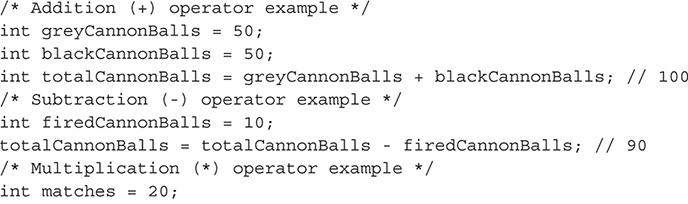 /* Addition (+) operator example */
int greyCannonBalls = 50;
int blackCannonBalls = 50;
int totalCannonBalls = greyCannonBalls + blackCannonBalls; // 100
/* Subtraction (-) operator example */
int firedCannonBalls = 10;
totalCannonBalls = totalCannonBalls - firedCannonBalls; // 90
/* Multiplication (*) operator example */
int matches = 20;